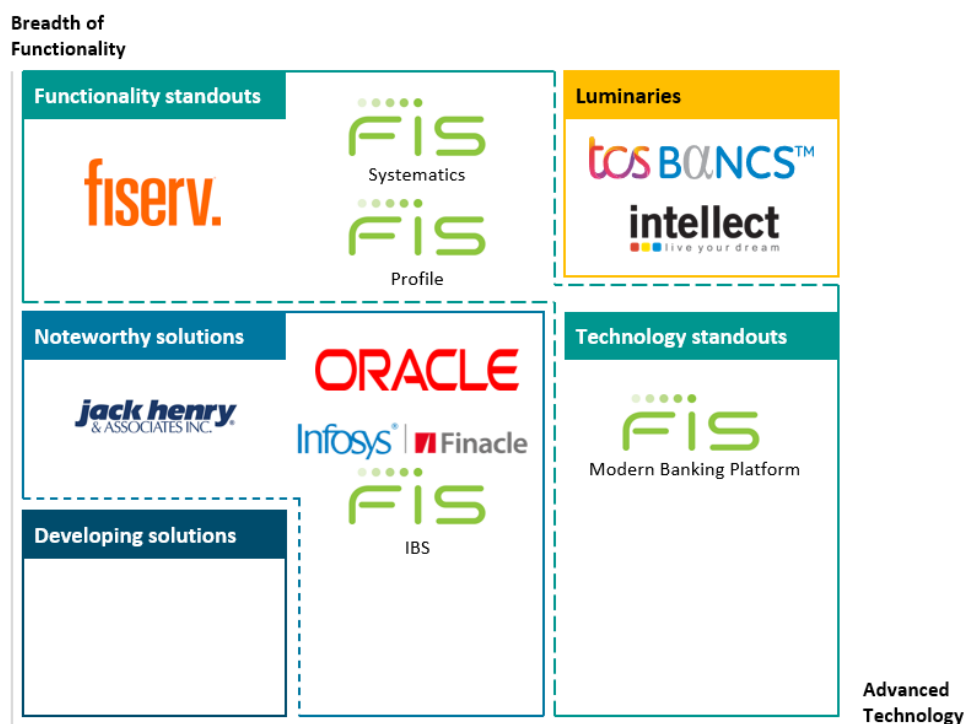 Breadth of
Functionality
Functionality standouts
fiserv.
FIS
Systematics
FIS
Profile
Luminaries
tcs BαNCS™
intellect
live your dream
Noteworthy solutions
jack henry®
& ASSOCIATES INC.
ORACLE
Infosys® | Finacle
FIS
IBS
Technology standouts
FIS
Modern Banking Platform
Developing solutions
Advanced
Technology